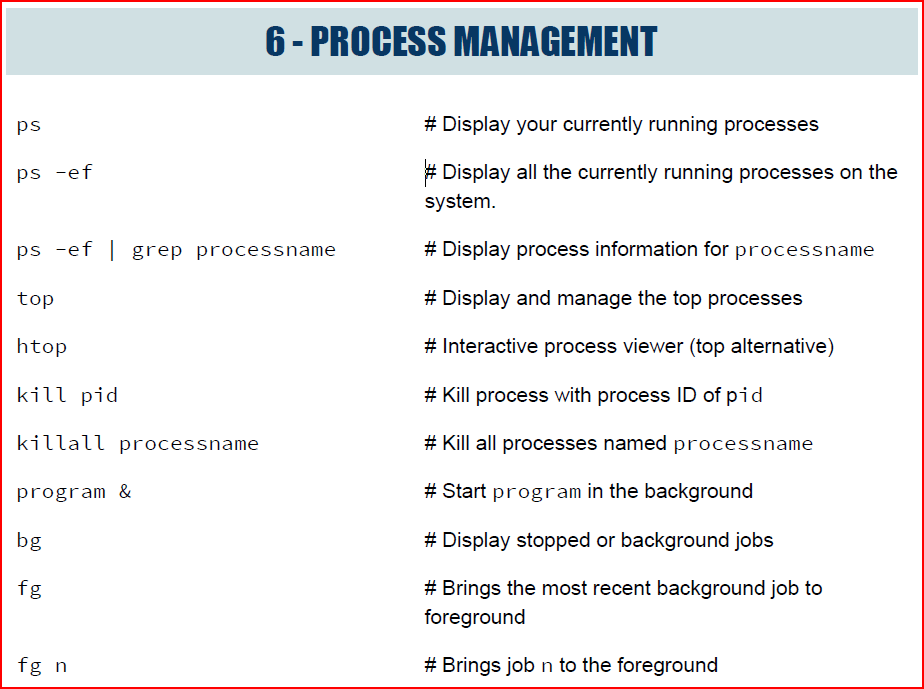 6 - PROCESS MANAGEMENT
ps # Display your currently running processes
ps -ef # Display all the currently running processes on the
system.
ps -ef | grep processname # Display process information for processname
top # Display and manage the top processes
htop # Interactive process viewer (top alternative)
kill pid # Kill process with process ID of pid
killall processname # Kill all processes named processname
program & # Start program in the background
bg # Display stopped or background jobs
fg # Brings the most recent background job to
foreground
fg n # Brings job n to the foreground